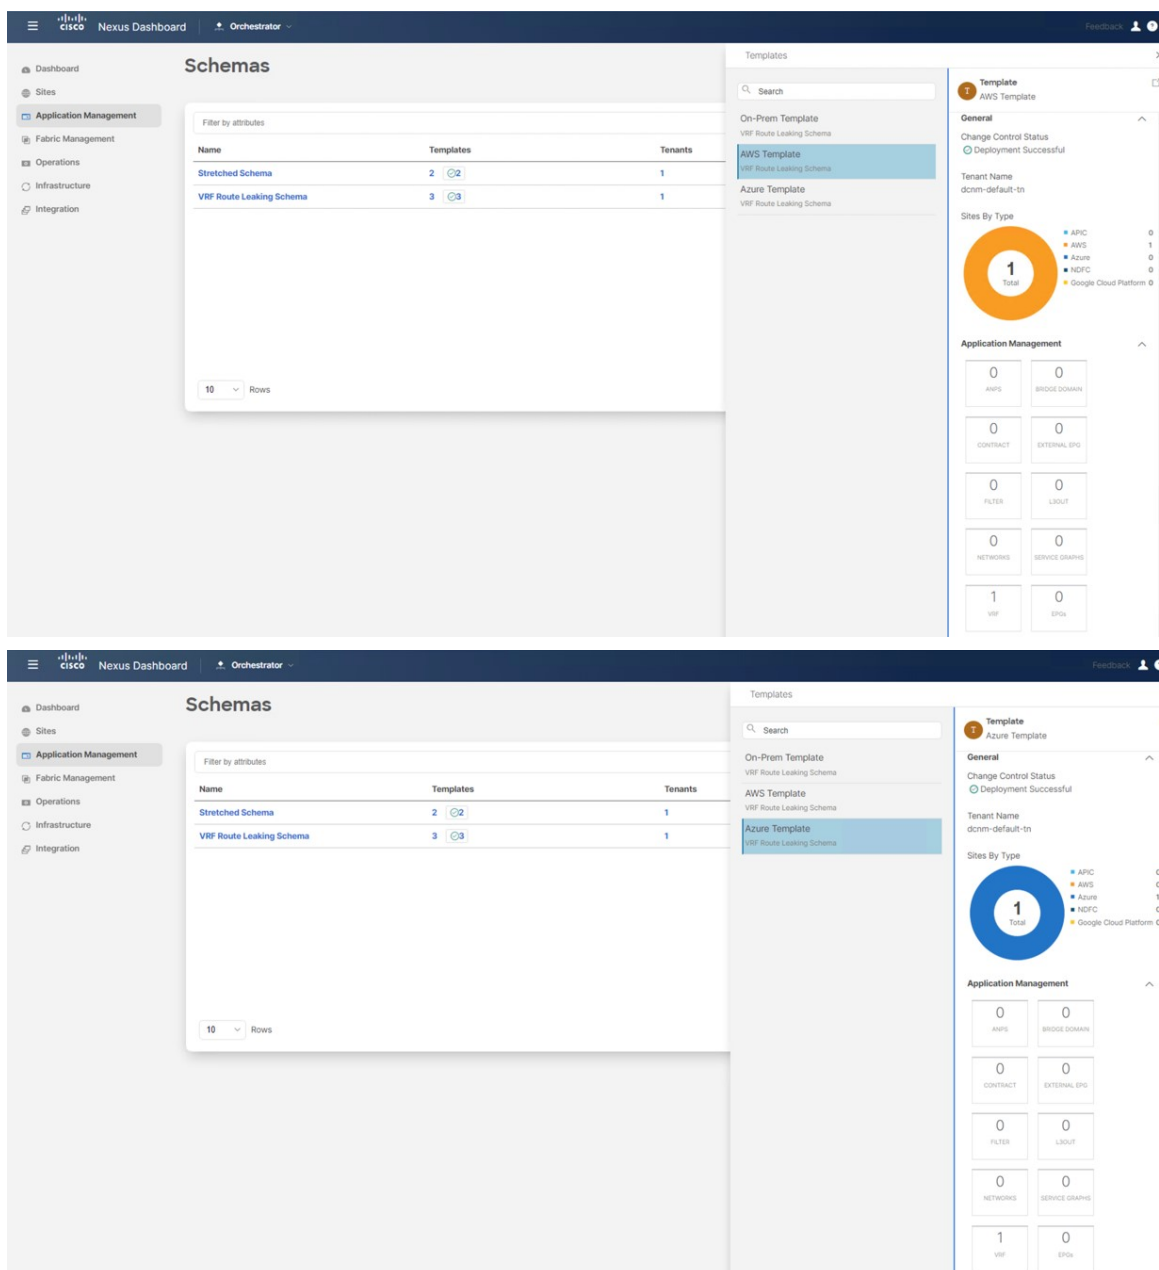 cisco Nexus Dashboard Orchestrator Feedback
Dashboard
Sites
Application Management
Fabric Management
Operations
Infrastructure
Integration
Schemas
Filter by attributes
Name Templates Tenants
Stretched Schema 2 2 1
VRF Route Leaking Schema 3 3 1
10 Rows
Templates
Search
On-Prem Template
VRF Route Leaking Schema
AWS Template
VRF Route Leaking Schema
Azure Template
VRF Route Leaking Schema
T Template
AWS Template
General
Change Control Status
Deployment Successful
Tenant Name
dcnm-default-tn
Sites By Type
1
Total
APIC 0
AWS 1
Azure 0
NDFC 0
Google Cloud Platform 0
Application Management
0 0
ANPS BRIDGE DOMAIN
0 0
CONTRACT EXTERNAL EPG
0 0
FILTER L3OUT
0 0
NETWORKS SERVICE GRAPHS
1 0
VRF EPGs
cisco Nexus Dashboard Orchestrator Feedback
Dashboard
Sites
Application Management
Fabric Management
Operations
Infrastructure
Integration
Schemas
Filter by attributes
Name Templates Tenants
Stretched Schema 2 2 1
VRF Route Leaking Schema 3 3 1
10 Rows
Templates
Search
On-Prem Template
VRF Route Leaking Schema
AWS Template
VRF Route Leaking Schema
Azure Template
VRF Route Leaking Schema
T Template
Azure Template
General
Change Control Status
Deployment Successful
Tenant Name
dcnm-default-tn
Sites By Type
1
Total
APIC
AWS
Azure 1
NDFC
Google Cloud Platform
Application Management
0 0
ANPS BRIDGE DOMAIN
0 0
CONTRACT EXTERNAL EPG
0 0
FILTER L3OUT
0 0
NETWORKS SERVICE GRAPHS
1 0
VRF EPGs